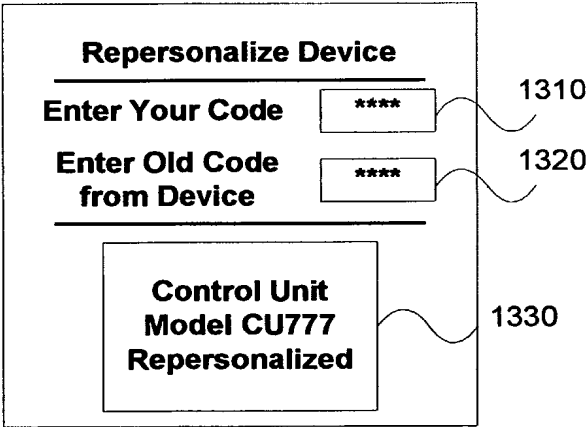 Repersonalize Device
Enter Your Code
****
1310
Enter Old Code
from Device
****
1320
Control Unit
Model CU777
Repersonalized
1330